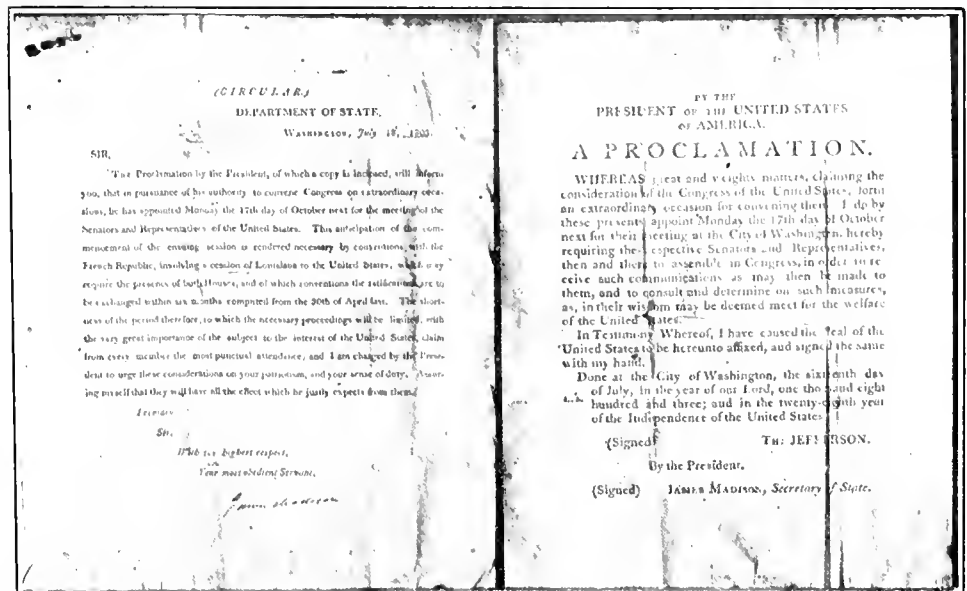 (CIRCULAR.)
DEPARTMENT OF STATE,
WASHINGTON, July 18, 1803.
SIR,
THE Proclamation by the President, of which a copy is inclosed, will inform
you, that in pursuance of his authority to convene Congress on extraordinary occa-
sions, he has appointed Monday the 17th day of October next for the meeting of the
Senators and Representatives of the United States. This anticipation of the com-
mencement of the ensuing session is rendered necessary by conventions with the
French Republic, involving a cession of Louisiana to the United States, which may
require the presence of both Houses, and of which conventions the ratifications are to
be exchanged within six months computed from the 30th of April last. The short-
ness of the period therefore, to which the necessary proceedings will be limited, with
the very great importance of the subject to the interest of the United States, claim
from every member the most punctual attendance, and I am charged by the Presi-
dent to urge these considerations on your patriotism, and your sense of duty. Assur-
ing myself that they will have all the effect which he justly expects from them,
I remain
Sir,
With the highest respect,
Your most obedient Servant,
James Madison
BY THE
PRESIDENT OF THE UNITED STATES
OF AMERICA.
A PROCLAMATION.
WHEREAS great and weighty matters, claiming the
consideration of the Congress of the United States, form
an extraordinary occasion for convening them, I do by
these presents appoint Monday the 17th day of October
next for their meeting at the City of Washington, hereby
requiring the respective Senators and Representatives,
then and there to assemble in Congress, in order to re-
ceive such communications as may then be made to
them, and to consult and determine on such measures,
as, in their wisdom may be deemed meet for the welfare
of the United States.
In Testimony Whereof, I have caused the seal of the
United States to be hereunto affixed, and signed the same
with my hand.
Done at the City of Washington, the sixteenth day
of July, in the year of our Lord, one thousand eight
hundred and three; and in the twenty-eighth year
of the Independence of the United States
(Signed) TH: JEFFERSON.
By the President.
(Signed) JAMES MADISON, Secretary of State.